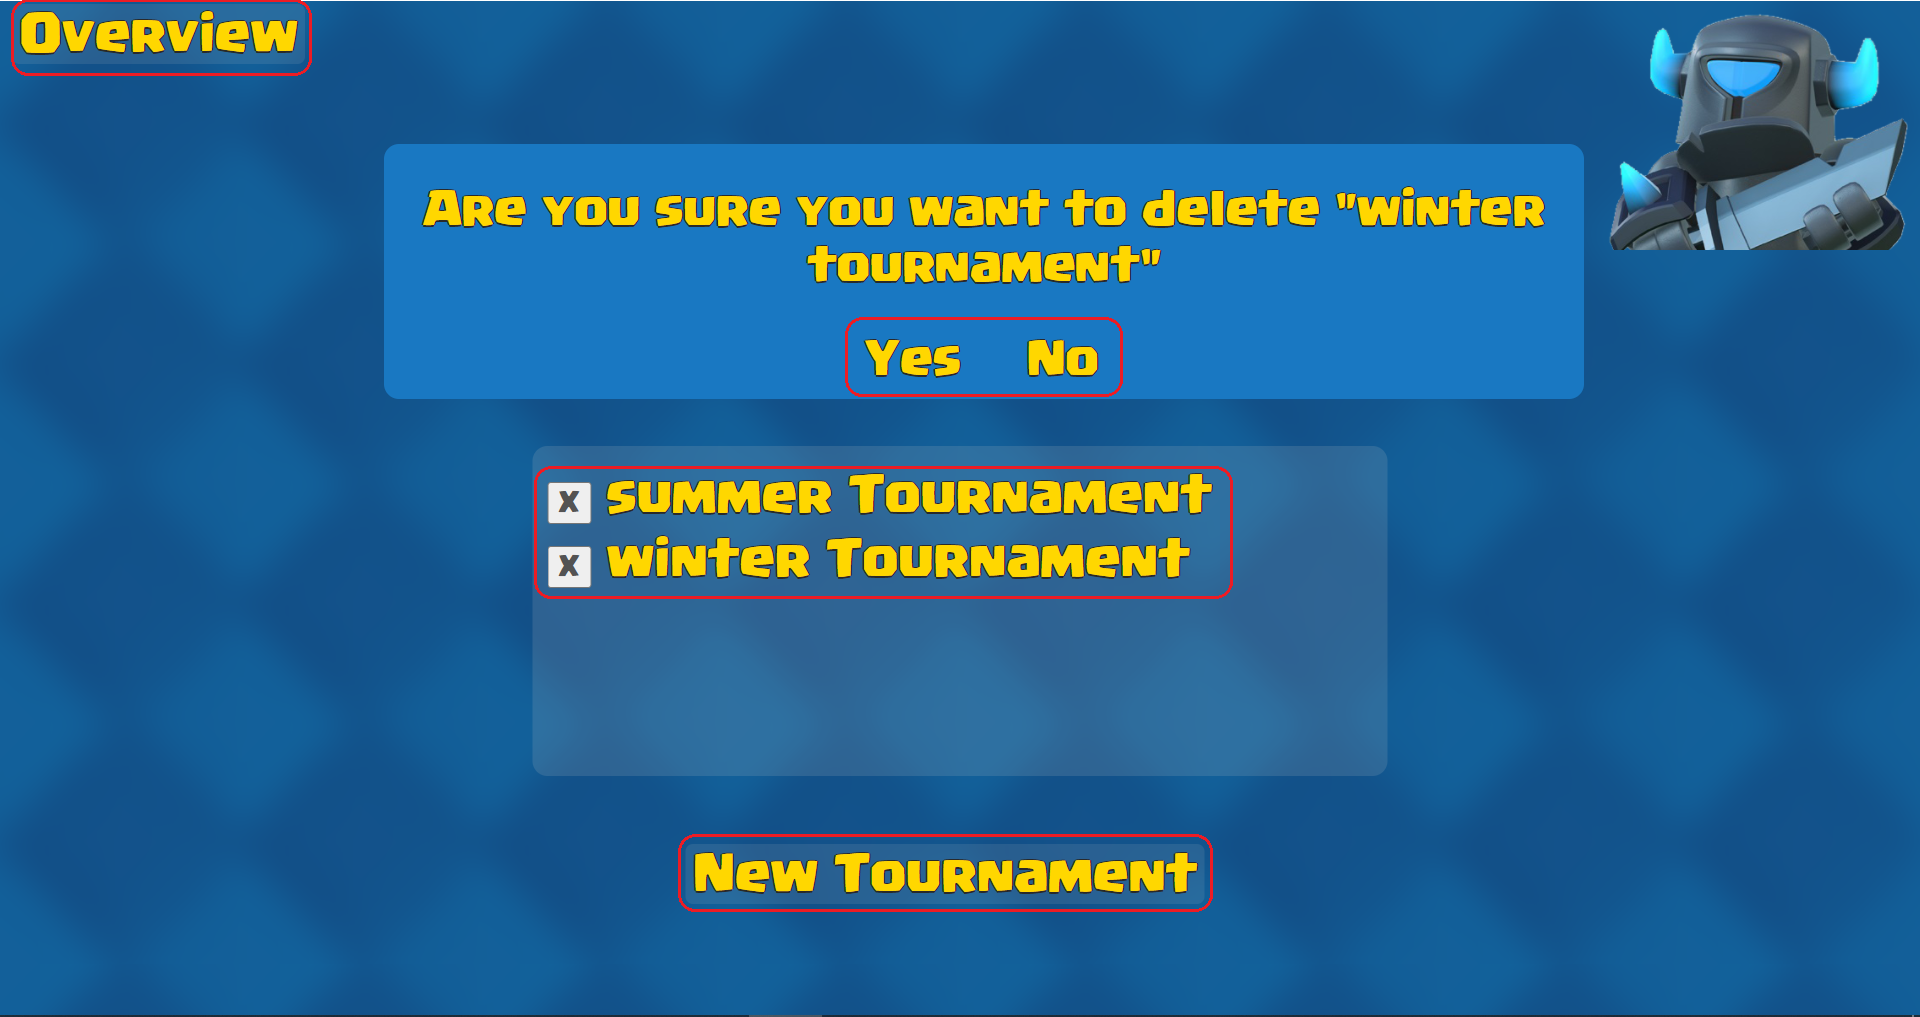 Overview
Are you sure you want to delete "winter
tournament"
Yes No
X summer Tournament
X winter Tournament
New Tournament